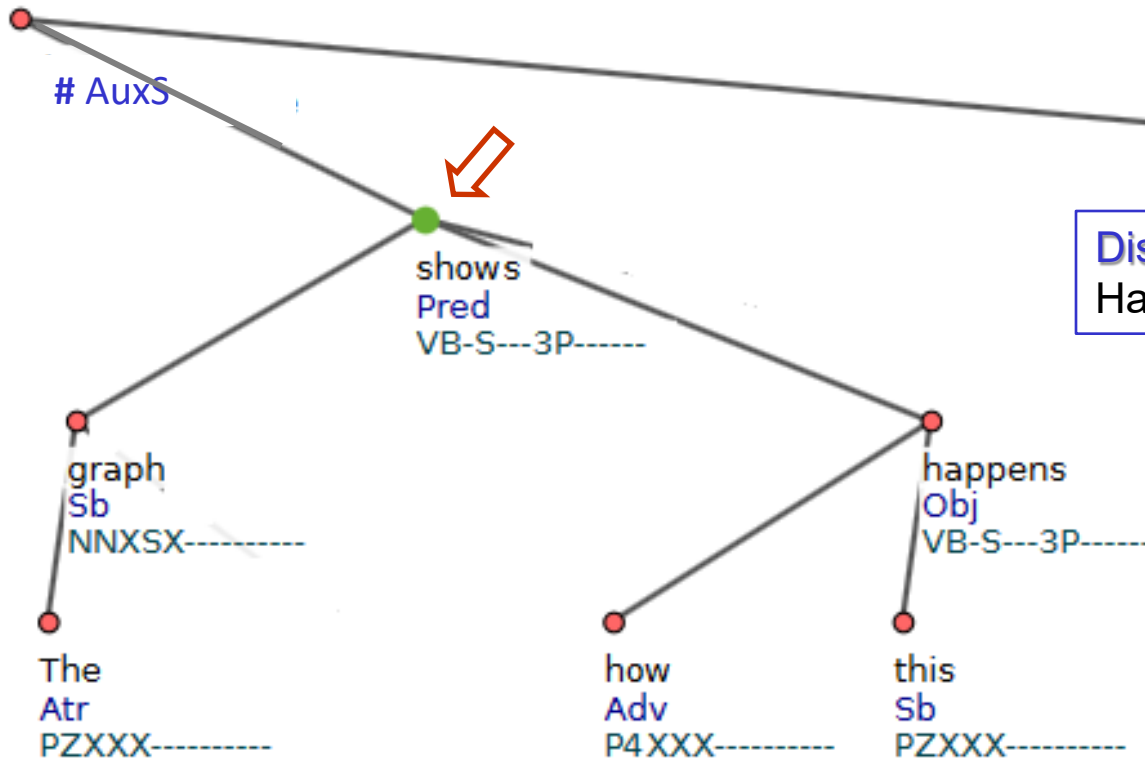 # AuxS
shows
Pred
VB-S---3P------
graph
Sb
NNXSX----------
happens
Obj
VB-S---3P------
The
Atr
PZXXX----------
how
Adv
P4XXX----------
this
Sb
PZXXX----------